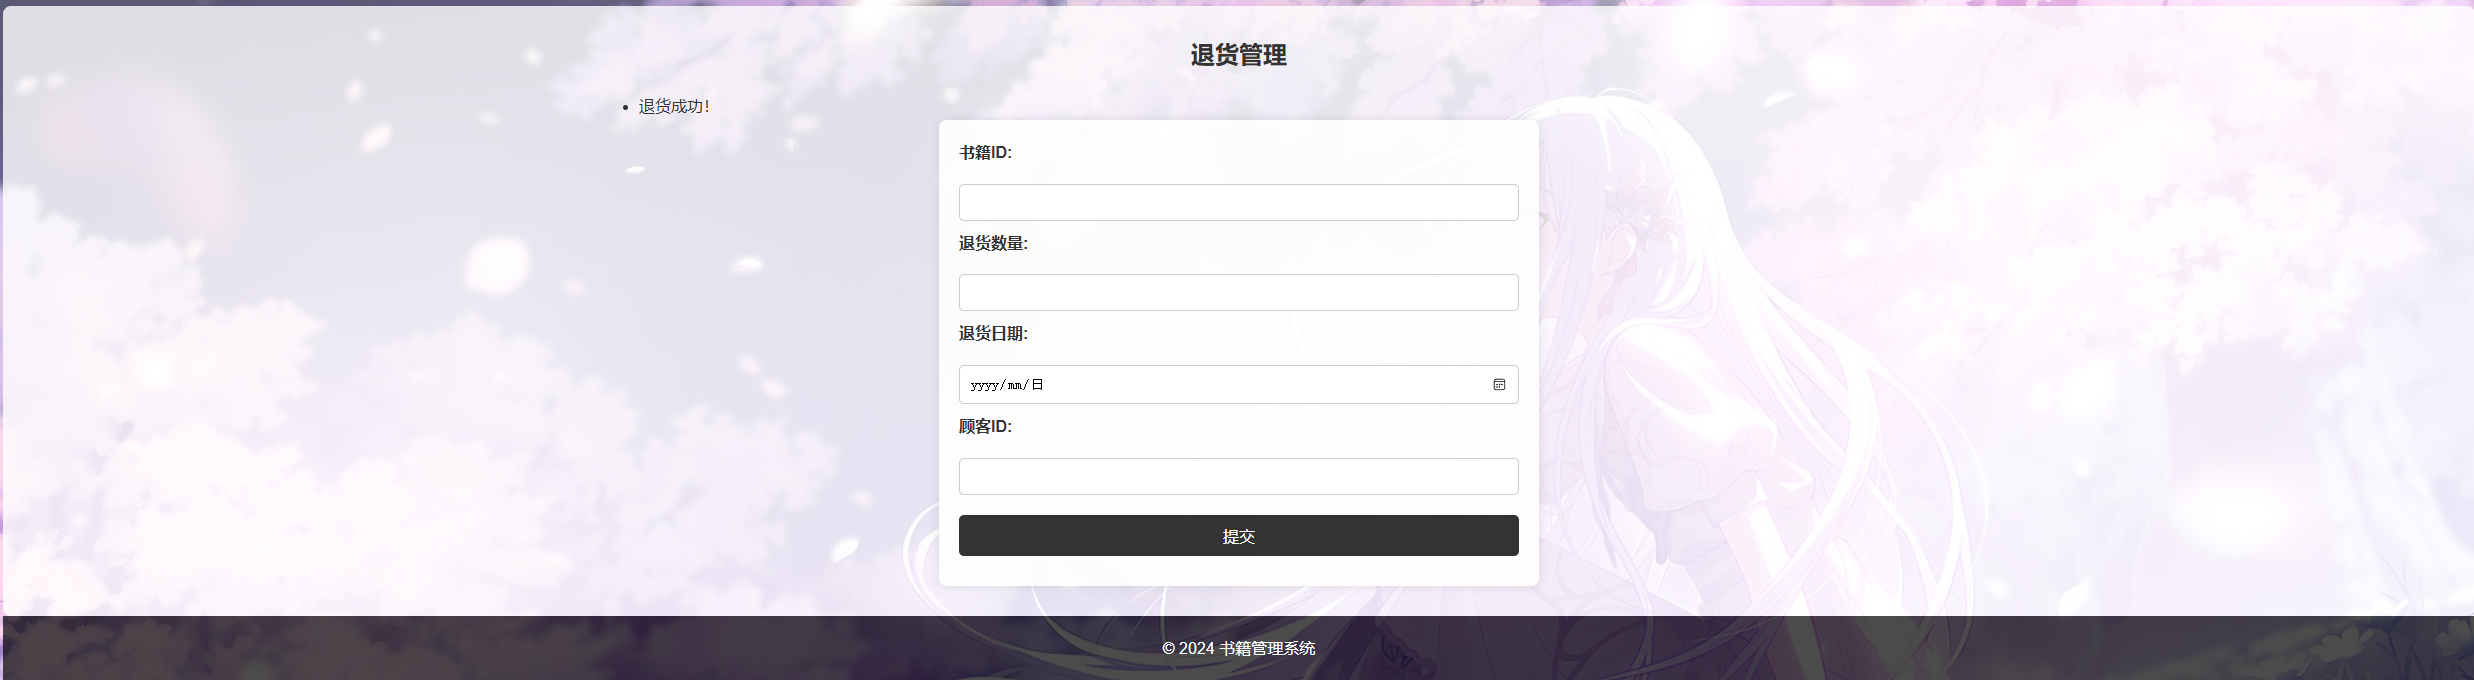 退货管理
• 退货成功！
书籍ID:
退货数量:
退货日期:
yyyy/mm/日
顾客ID:
提交
© 2024 书籍管理系统